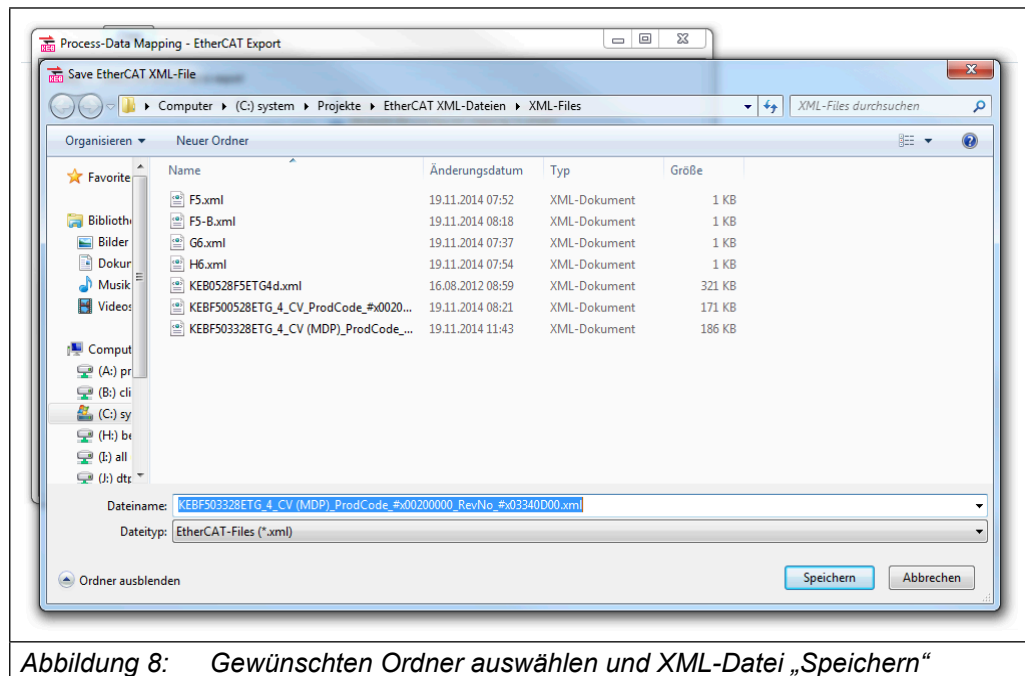 Process-Data Mapping - EtherCAT Export
Save EtherCAT XML-File
Computer ▸ (C:) system ▸ Projekte ▸ EtherCAT XML-Dateien ▸ XML-Files
XML-Files durchsuchen
Organisieren Neuer Ordner
Name Änderungsdatum Typ Größe
F5.xml 19.11.2014 07:52 XML-Dokument 1 KB
F5-B.xml 19.11.2014 08:18 XML-Dokument 1 KB
G6.xml 19.11.2014 07:37 XML-Dokument 1 KB
H6.xml 19.11.2014 07:54 XML-Dokument 1 KB
KEB0528F5ETG4d.xml 16.08.2012 08:59 XML-Dokument 321 KB
KEBF500528ETG_4_CV_ProdCode_#x0020... 19.11.2014 08:21 XML-Dokument 171 KB
KEBF503328ETG_4_CV (MDP)_ProdCode_... 19.11.2014 11:43 XML-Dokument 186 KB
Favorite
Biblioth
Bilder
Dokur
Musik
Videos
Comput
(A:) pr
(B:) cli
(C:) sy
(H:) be
(I:) all
(J:) dtp
Dateiname: KEBF503328ETG_4_CV (MDP)_ProdCode_#x00200000_RevNo_#x03340D00.xml
Dateityp: EtherCAT-Files (*.xml)
Ordner ausblenden
Speichern Abbrechen
Abbildung 8: Gewünschten Ordner auswählen und XML-Datei „Speichern“